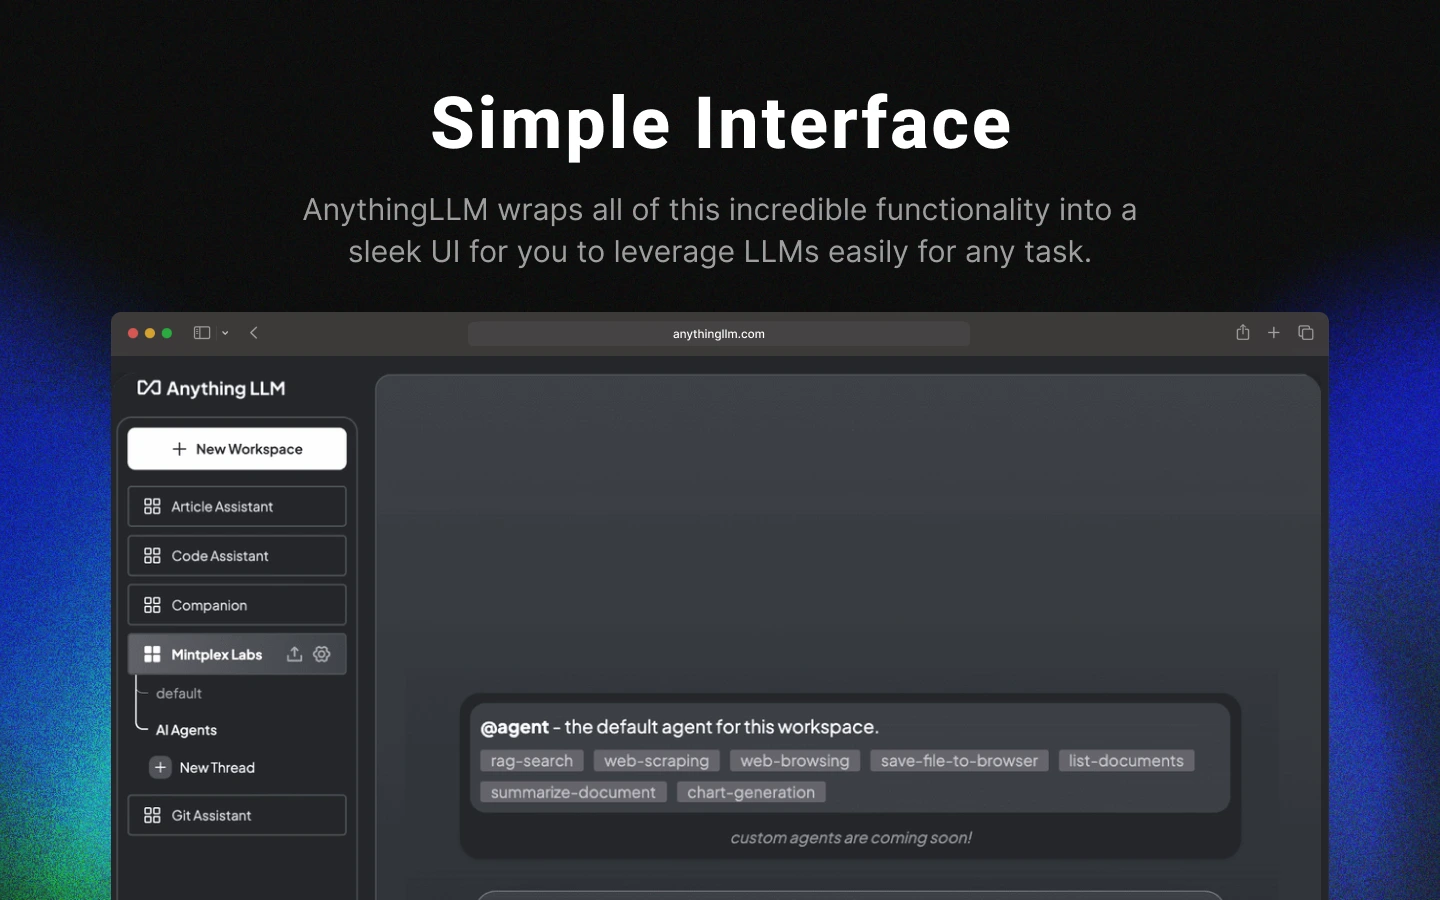 Simple Interface
AnythingLLM wraps all of this incredible functionality into a
sleek UI for you to leverage LLMs easily for any task.
anythingllm.com
Anything LLM
New Workspace
Article Assistant
Code Assistant
Companion
Mintplex Labs
default
AI Agents
New Thread
Git Assistant
@agent - the default agent for this workspace.
rag-search web-scraping web-browsing save-file-to-browser list-documents
summarize-document chart-generation
custom agents are coming soon!